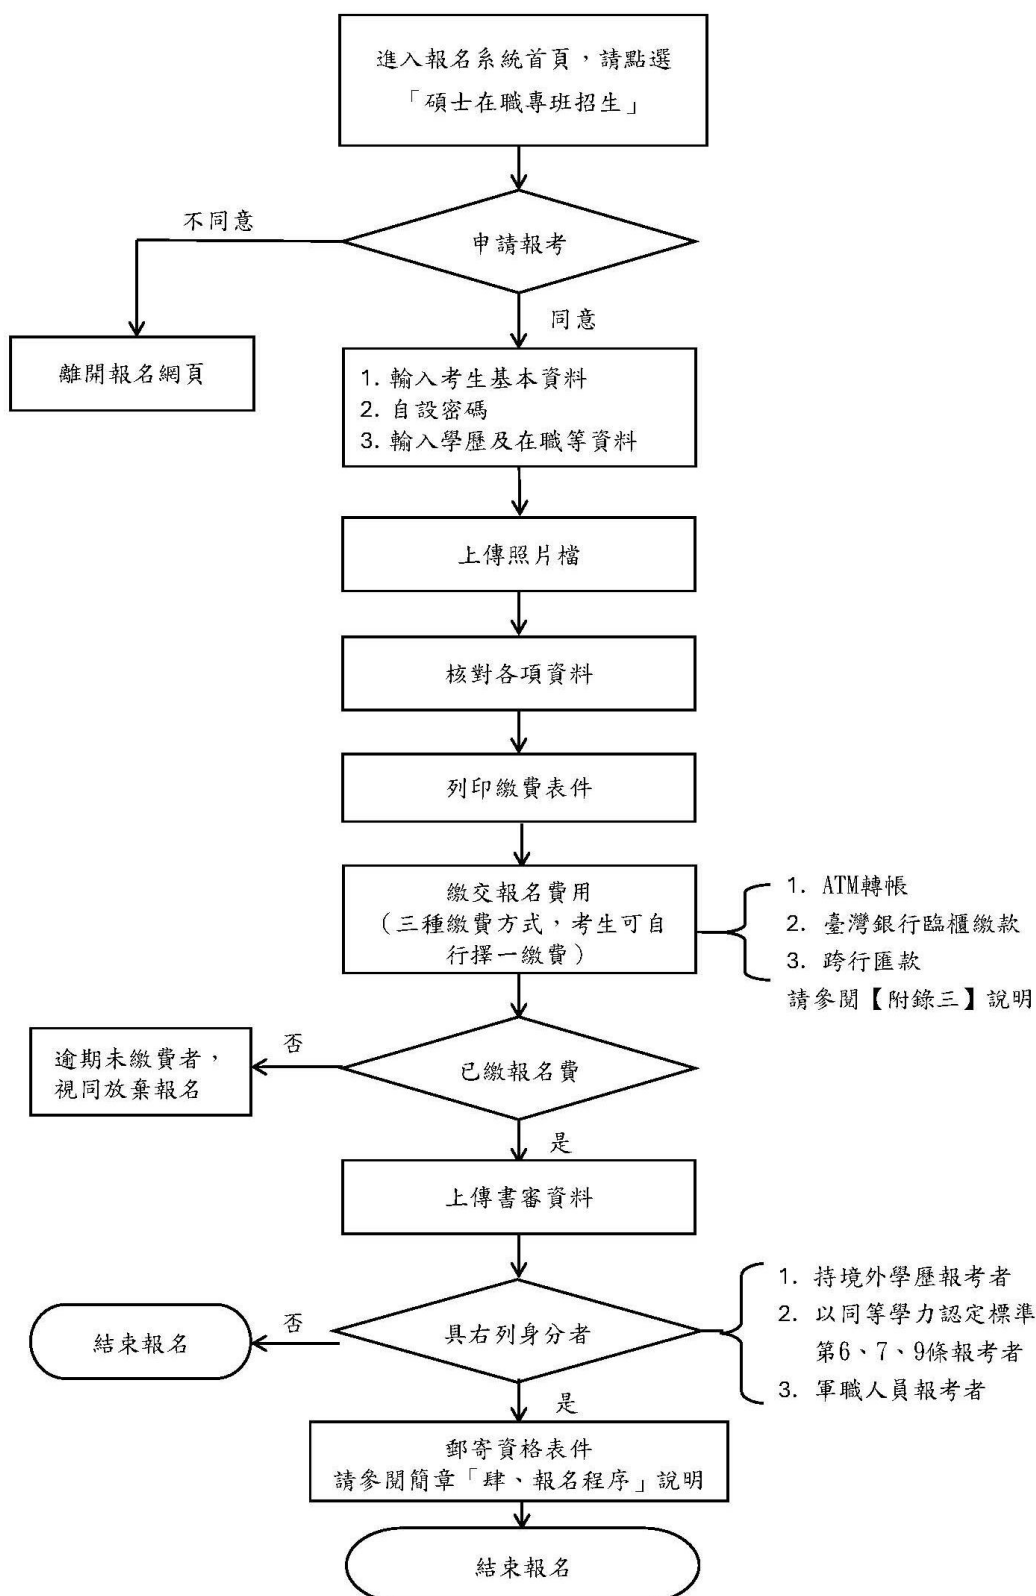 進入報名系統首頁，請點選
「碩士在職專班招生」
申請報考
不同意
同意
離開報名網頁
1. 輸入考生基本資料
2. 自設密碼
3. 輸入學歷及在職等資料
上傳照片檔
核對各項資料
列印繳費表件
繳交報名費用
（三種繳費方式，考生可自
行擇一繳費）
1. ATM轉帳
2. 臺灣銀行臨櫃繳款
3. 跨行匯款
請參閱【附錄三】說明
已繳報名費
否
逾期未繳費者，
視同放棄報名
是
上傳書審資料
具右列身分者
1. 持境外學歷報考者
2. 以同等學力認定標準
第6、7、9條報考者
3. 軍職人員報考者
否
結束報名
是
郵寄資格表件
請參閱簡章「肆、報名程序」說明
結束報名